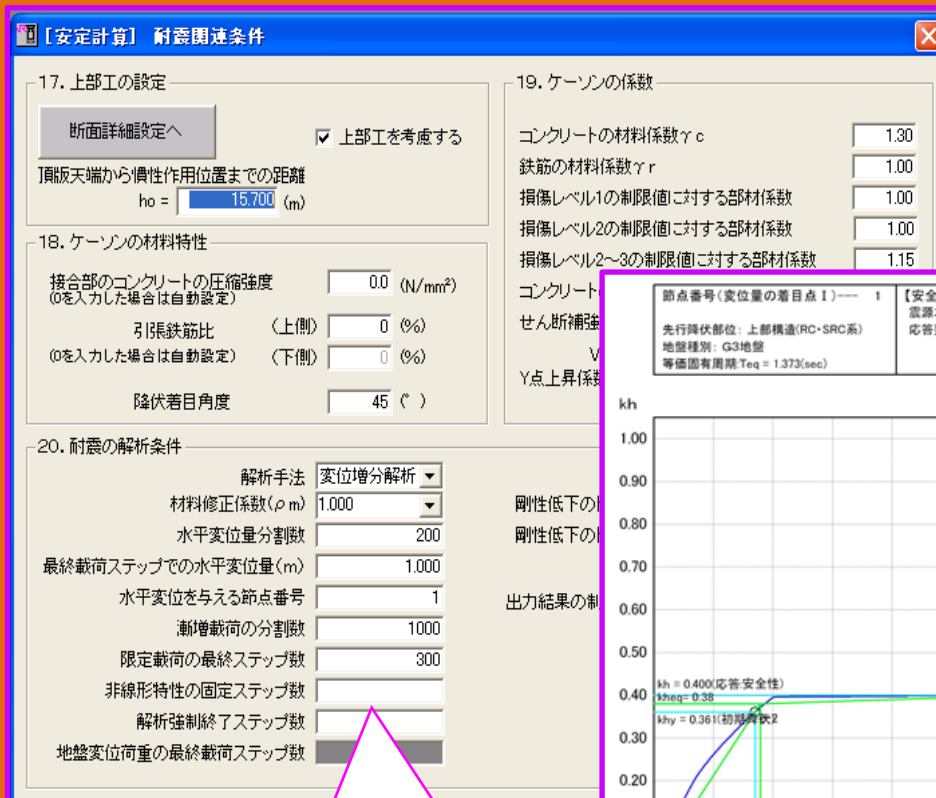 [安定計算] 耐震関連条件
17. 上部工の設定
断面詳細設定へ
上部工を考慮する
頂版天端から慣性作用位置までの距離
ho = 15.700 (m)
18. ケーソンの材料特性
接合部のコンクリートの圧縮強度 0.0 (N/mm²)
(0を入力した場合は自動設定)
引張鉄筋比 (上側) 0 (%)
(0を入力した場合は自動設定) (下側) 0 (%)
降伏着目角度 45 (°)
19. ケーソンの係数
コンクリートの材料係数γc 1.30
鉄筋の材料係数γr 1.00
損傷レベル1の制限値に対する部材係数 1.00
損傷レベル2の制限値に対する部材係数 1.00
損傷レベル2~3の制限値に対する部材係数 1.15
コンクリート
せん断補強
V
Y点上昇係数
20. 耐震の解析条件
解析手法 変位増分解析
材料修正係数(ρm) 1.000
水平変位量分割数 200
最終載荷ステップでの水平変位量(m) 1.000
水平変位を与える節点番号 1
漸増載荷の分割数 1000
限定載荷の最終ステップ数 300
非線形特性の固定ステップ数
解析強制終了ステップ数
地盤変位荷重の最終載荷ステップ数
剛性低下の
剛性低下の
出力結果の制
節点番号(変位量の着目点 I)--- 1
先行降伏部位: 上部構造(RC・SRC系)
地盤種別: G3地盤
等価固有周期:Teq = 1.373(sec)
【安全
震源
応答
kh
1.00
0.90
0.80
0.70
0.60
0.50
0.40
0.30
0.20
kh = 0.400(応答:安全性)
kheq= 0.38
khy = 0.361(初期降伏)